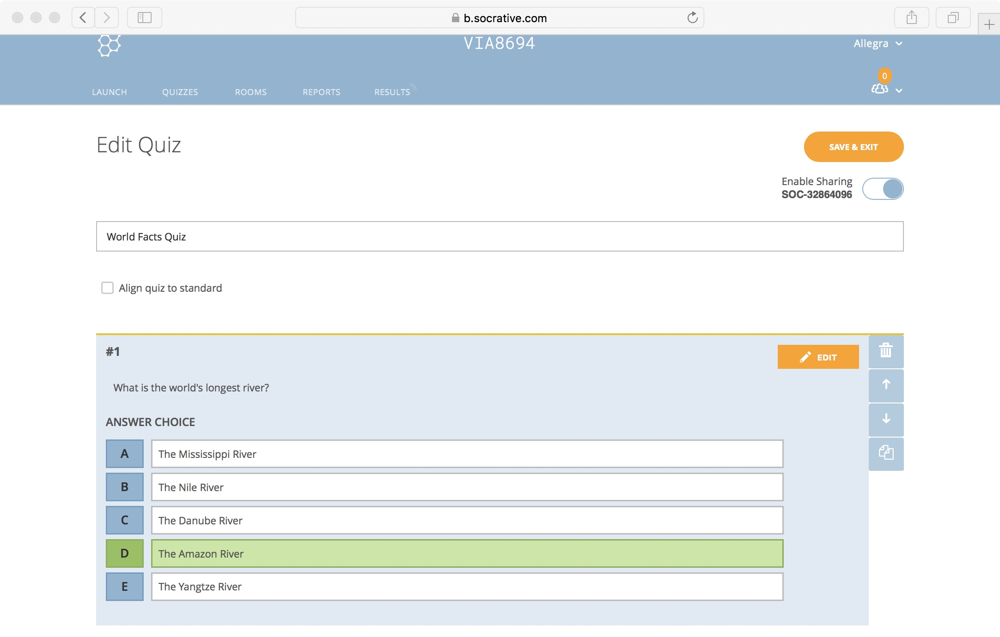 b.socrative.com
VIA8694
Allegra
0
LAUNCH QUIZZES ROOMS REPORTS RESULTS
Edit Quiz
SAVE & EXIT
Enable Sharing
SOC-32864096
World Facts Quiz
Align quiz to standard
#1
EDIT
What is the world's longest river?
ANSWER CHOICE
A The Mississippi River
B The Nile River
C The Danube River
D The Amazon River
E The Yangtze River